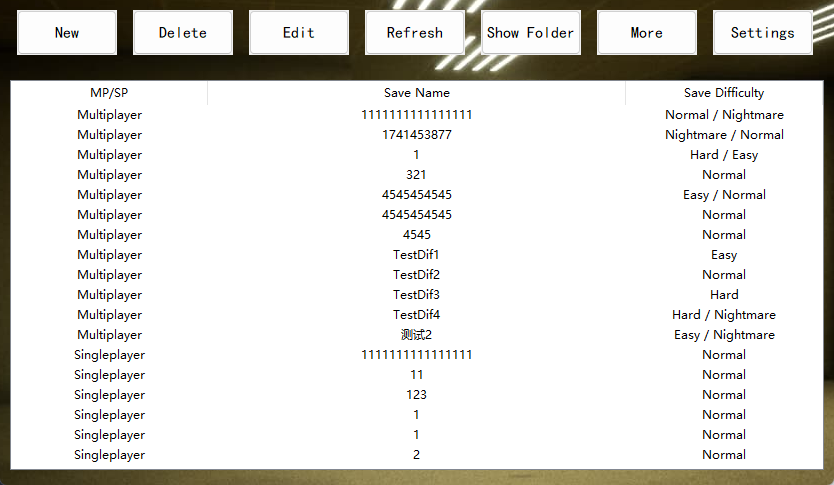 New Delete Edit Refresh Show Folder More Settings
MP/SP Save Name Save Difficulty
Multiplayer 1111111111111111 Normal / Nightmare
Multiplayer 1741453877 Nightmare / Normal
Multiplayer 1 Hard / Easy
Multiplayer 321 Normal
Multiplayer 4545454545 Easy / Normal
Multiplayer 4545454545 Normal
Multiplayer 4545 Normal
Multiplayer TestDif1 Easy
Multiplayer TestDif2 Normal
Multiplayer TestDif3 Hard
Multiplayer TestDif4 Hard / Nightmare
Multiplayer 测试2 Easy / Nightmare
Singleplayer 1111111111111111 Normal
Singleplayer 11 Normal
Singleplayer 123 Normal
Singleplayer 1 Normal
Singleplayer 1 Normal
Singleplayer 2 Normal